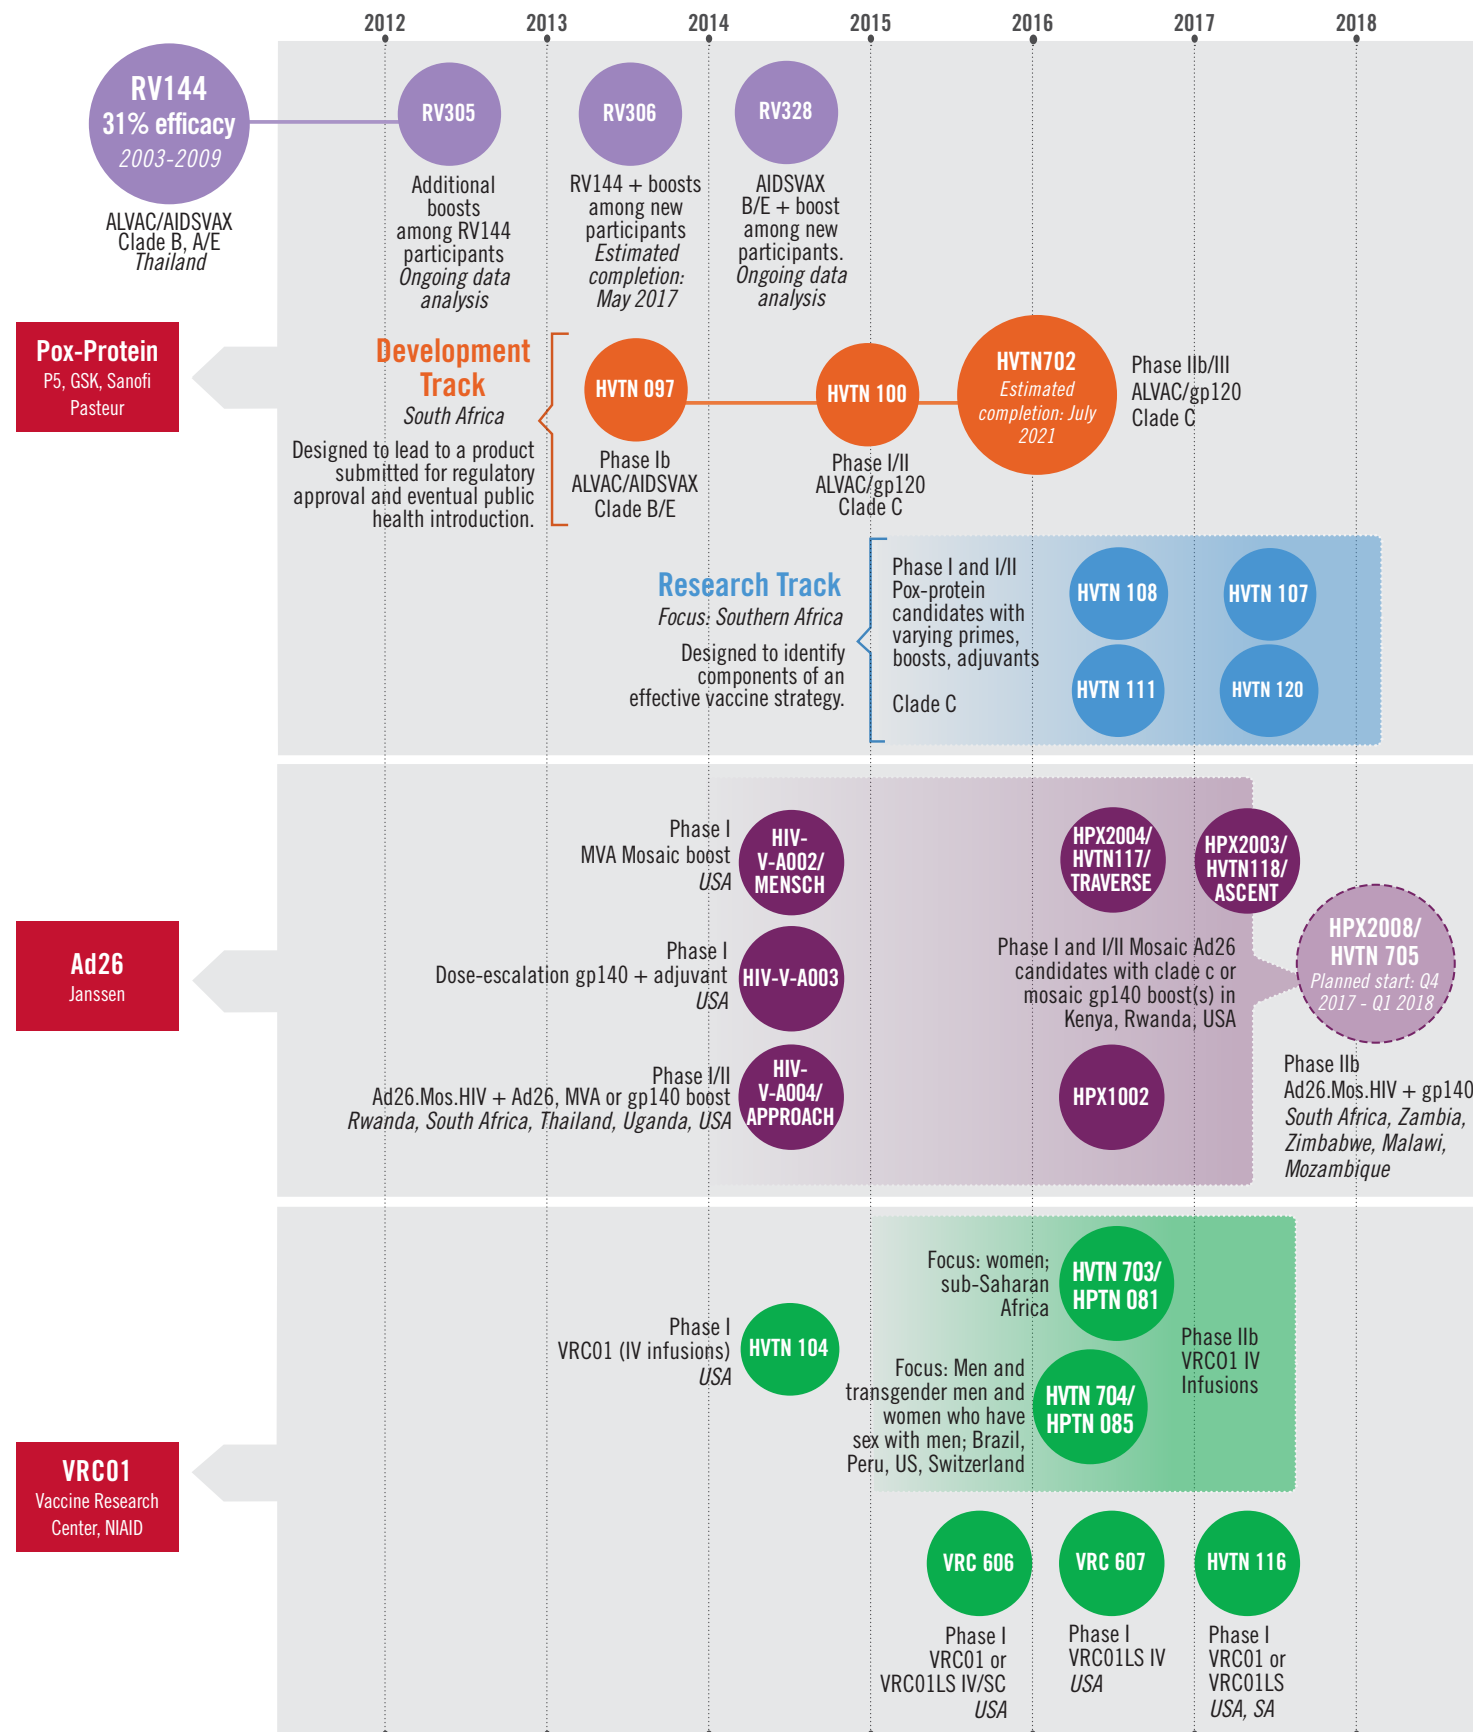 2012
2013
2014
2015
2016
2017
2018
RV144
31% efficacy
2003-2009
ALVAC/AIDSVAX
Clade B, A/E
Thailand
RV305
Additional
boosts
among RV144
participants
Ongoing data
analysis
RV306
RV144 + boosts
among new
participants
Estimated
completion:
May 2017
RV328
AIDSVAX
B/E + boost
among new
participants.
Ongoing data
analysis
Pox-Protein
P5, GSK, Sanofi
Pasteur
Development
Track
South Africa
Designed to lead to a product
submitted for regulatory
approval and eventual public
health introduction.
HVTN 097
Phase Ib
ALVAC/AIDSVAX
Clade B/E
HVTN 100
Phase I/II
ALVAC/gp120
Clade C
HVTN702
Estimated
completion: July
2021
Phase IIb/III
ALVAC/gp120
Clade C
Research Track
Focus: Southern Africa
Designed to identify
components of an
effective vaccine strategy.
Phase I and I/II
Pox-protein
candidates with
varying primes,
boosts, adjuvants
Clade C
HVTN 108
HVTN 107
HVTN 111
HVTN 120
Ad26
Janssen
Phase I
MVA Mosaic boost
USA
HIV-
V-A002/
MENSCH
Phase I
Dose-escalation gp140 + adjuvant
USA
HIV-V-A003
Phase I/II
Ad26.Mos.HIV + Ad26, MVA or gp140 boost
Rwanda, South Africa, Thailand, Uganda, USA
HIV-
V-A004/
APPROACH
HPX2004/
HVTN117/
TRAVERSE
HPX2003/
HVTN118/
ASCENT
Phase I and I/II Mosaic Ad26
candidates with clade c or
mosaic gp140 boost(s) in
Kenya, Rwanda, USA
HPX1002
HPX2008/
HVTN 705
Planned start: Q4
2017 - Q1 2018
Phase IIb
Ad26.Mos.HIV + gp140
South Africa, Zambia,
Zimbabwe, Malawi,
Mozambique
VRC01
Vaccine Research
Center, NIAID
Phase I
VRC01 (IV infusions)
USA
HVTN 104
Focus: women;
sub-Saharan
Africa
HVTN 703/
HPTN 081
Focus: Men and
transgender men and
women who have
sex with men; Brazil,
Peru, US, Switzerland
HVTN 704/
HPTN 085
Phase IIb
VRC01 IV
Infusions
VRC 606
Phase I
VRC01 or
VRC01LS IV/SC
USA
VRC 607
Phase I
VRC01LS IV
USA
HVTN 116
Phase I
VRC01 or
VRC01LS
USA, SA